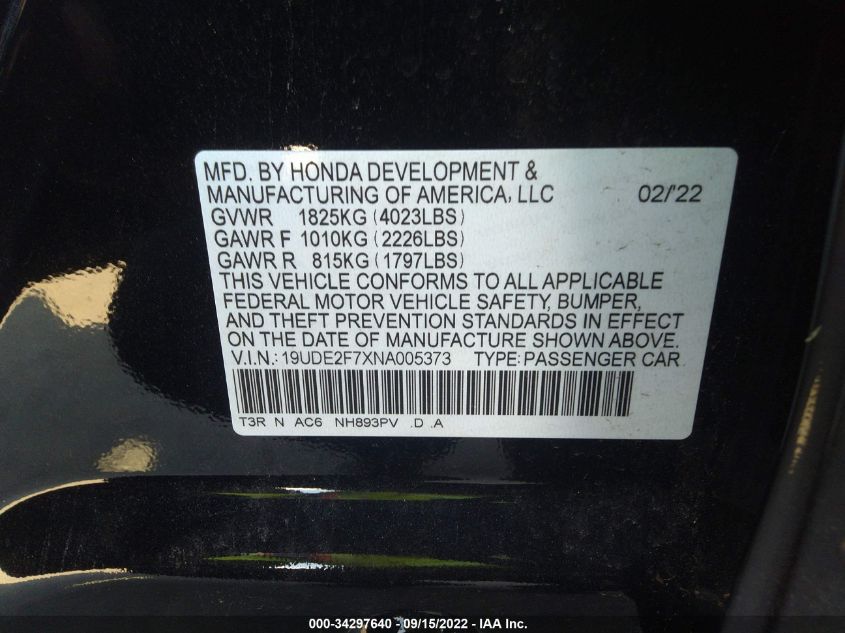 MFD. BY HONDA DEVELOPMENT &
MANUFACTURING OF AMERICA, LLC 02/'22
GVWR 1825KG (4023LBS)
GAWR F 1010KG (2226LBS)
GAWR R 815KG (1797LBS)
THIS VEHICLE CONFORMS TO ALL APPLICABLE
FEDERAL MOTOR VEHICLE SAFETY, BUMPER,
AND THEFT PREVENTION STANDARDS IN EFFECT
ON THE DATE OF MANUFACTURE SHOWN ABOVE.
V.I.N.: 19UDE2F7XNA005373 TYPE: PASSENGER CAR
T3R N AC6 NH893PV .D .A
000-34297640 - 09/15/2022 - IAA Inc.